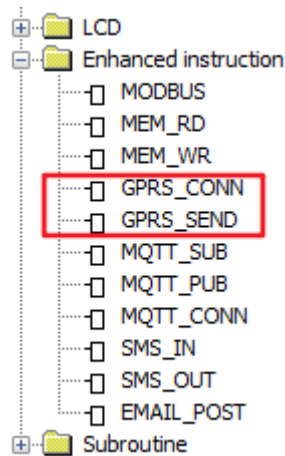 LCD
Enhanced instruction
MODBUS
MEM_RD
MEM_WR
GPRS_CONN
GPRS_SEND
MQTT_SUB
MQTT_PUB
MQTT_CONN
SMS_IN
SMS_OUT
EMAIL_POST
Subroutine